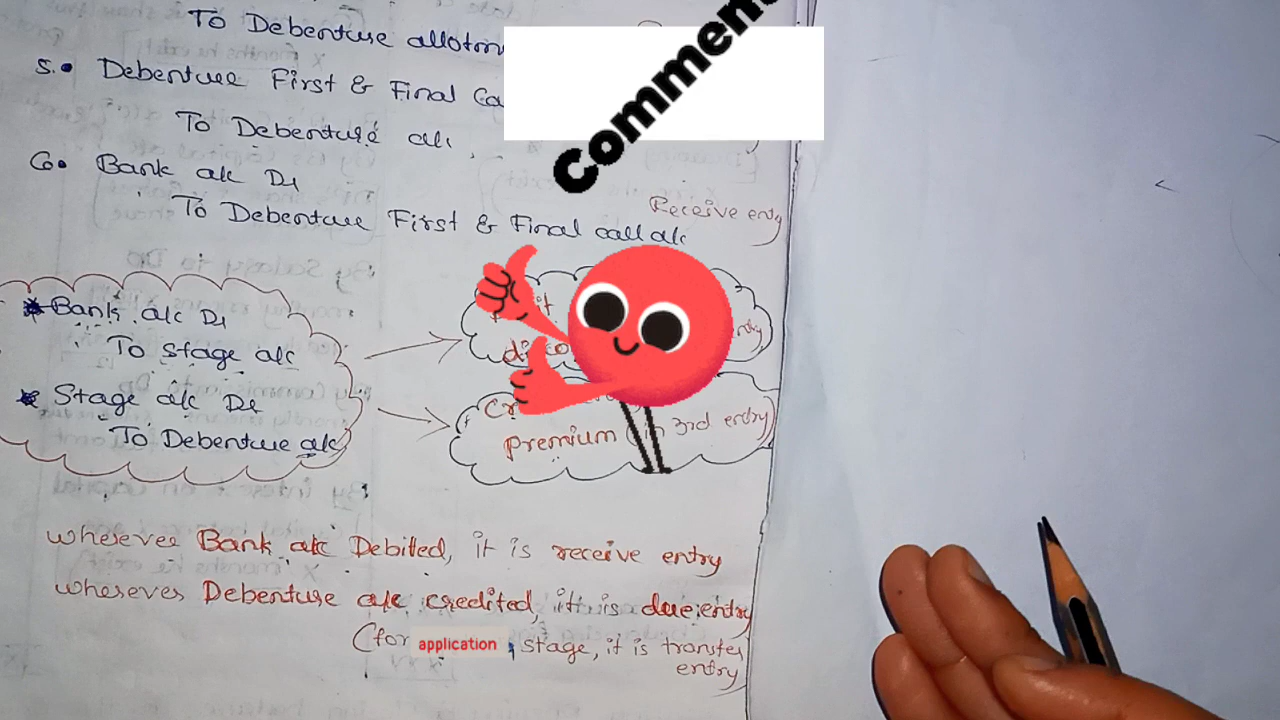 To Debenture allotm
Comment
5. Debenture First & Final Ca
To Debenture a/c
6. Bank a/c Dr
Receive enty
To Debenture First & Final call a/c
Bank a/c Dr
To Stage a/c
Stage a/c Dr
To Debenture a/c
Premium (in 3rd entry)
wherever Bank a/c Debited, it is receive entry
wherever Debenture a/c credited, it is due entry
(for application, stage, it is transfer
entry)